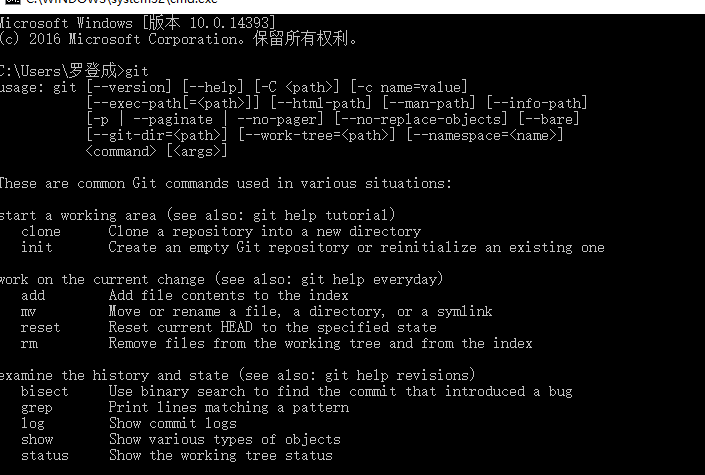 C:\WINDOWS\system32\cmd.exe
Microsoft Windows [版本 10.0.14393]
(c) 2016 Microsoft Corporation。保留所有权利。
C:\Users\罗登成>git
usage: git [--version] [--help] [-C <path>] [-c name=value]
[--exec-path[=<path>]] [--html-path] [--man-path] [--info-path]
[-p | --paginate | --no-pager] [--no-replace-objects] [--bare]
[--git-dir=<path>] [--work-tree=<path>] [--namespace=<name>]
<command> [<args>]
These are common Git commands used in various situations:
start a working area (see also: git help tutorial)
clone Clone a repository into a new directory
init Create an empty Git repository or reinitialize an existing one
work on the current change (see also: git help everyday)
add Add file contents to the index
mv Move or rename a file, a directory, or a symlink
reset Reset current HEAD to the specified state
rm Remove files from the working tree and from the index
examine the history and state (see also: git help revisions)
bisect Use binary search to find the commit that introduced a bug
grep Print lines matching a pattern
log Show commit logs
show Show various types of objects
status Show the working tree status